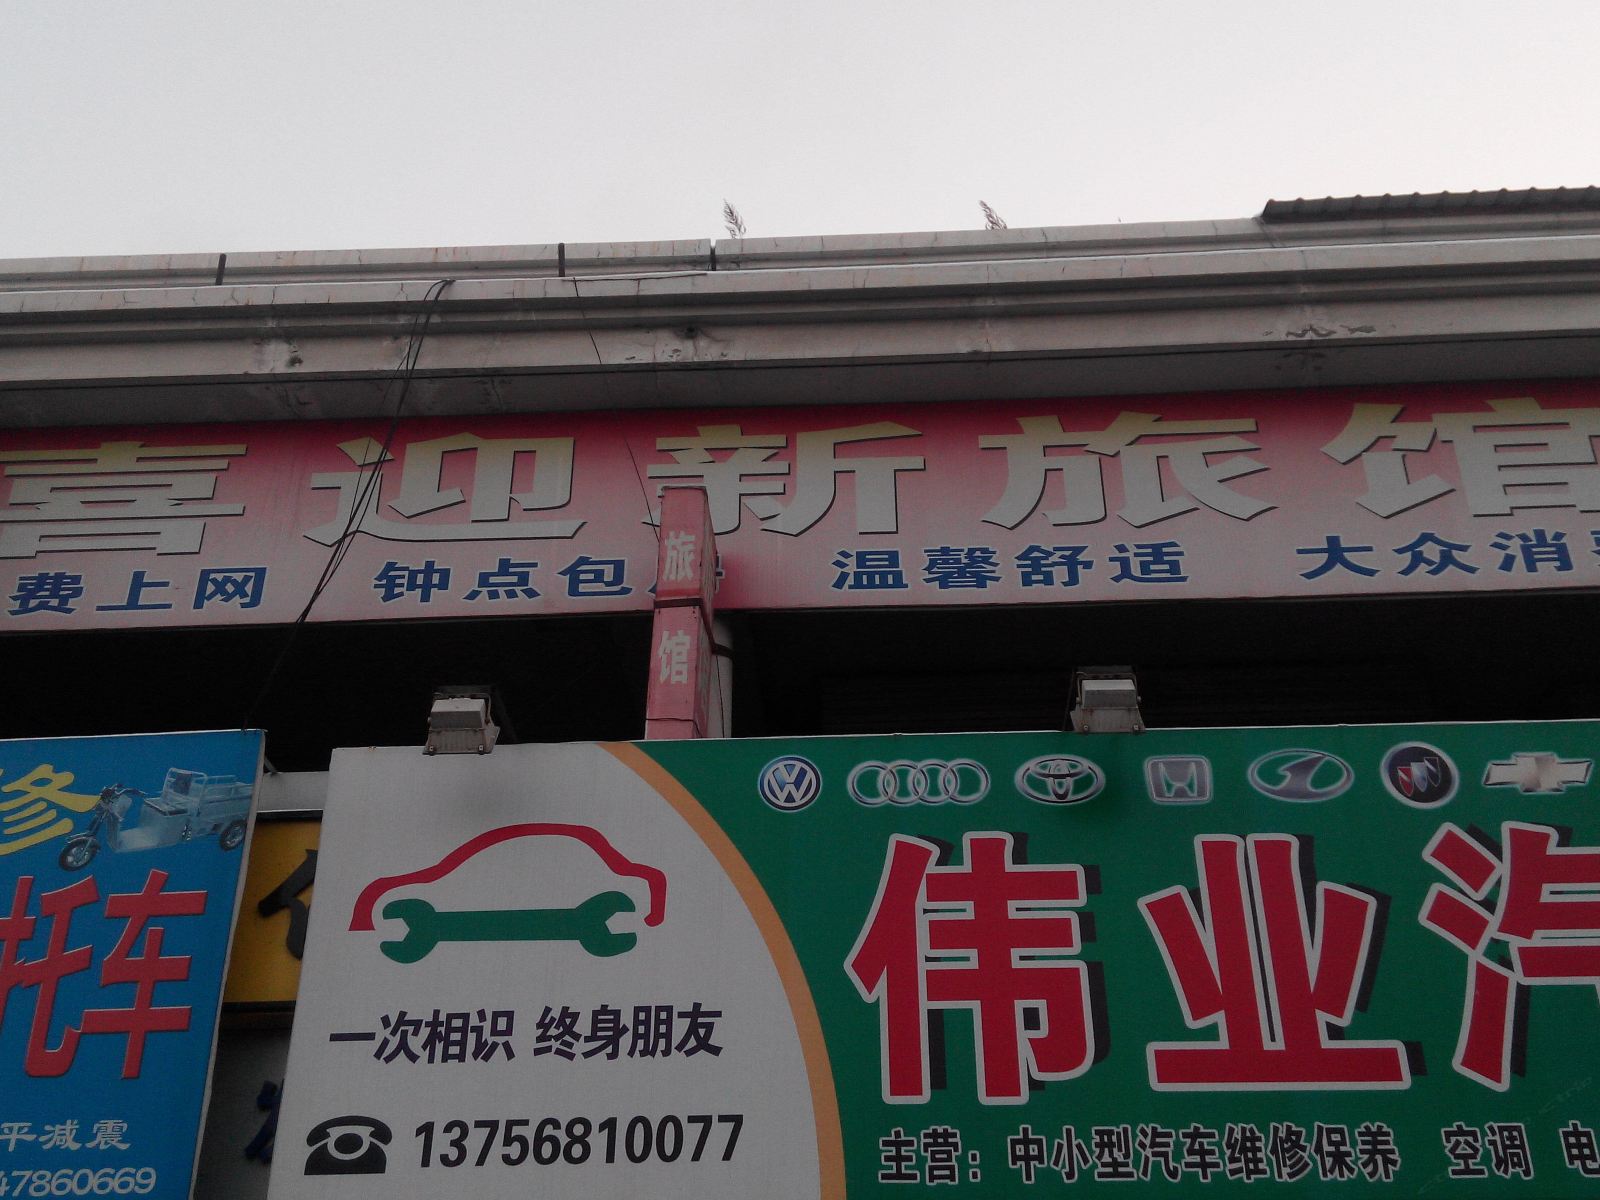 喜迎新旅馆
费上网 钟点包 温馨舒适 大众消
旅馆
修
托车
平减震
47860669
一次相识 终身朋友
13756810077
伟业汽
主营：中小型汽车维修保养 空调 电